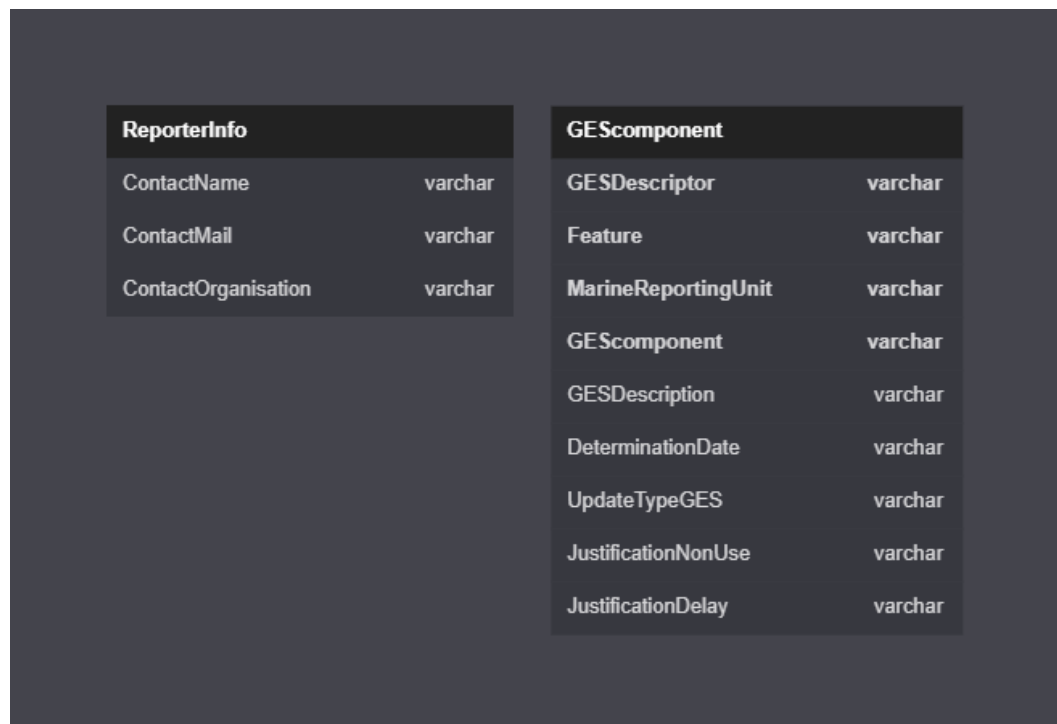 ReporterInfo
ContactName varchar
ContactMail varchar
ContactOrganisation varchar
GEScomponent
GESDescriptor varchar
Feature varchar
MarineReportingUnit varchar
GEScomponent varchar
GESDescription varchar
DeterminationDate varchar
UpdateTypeGES varchar
JustificationNonUse varchar
JustificationDelay varchar